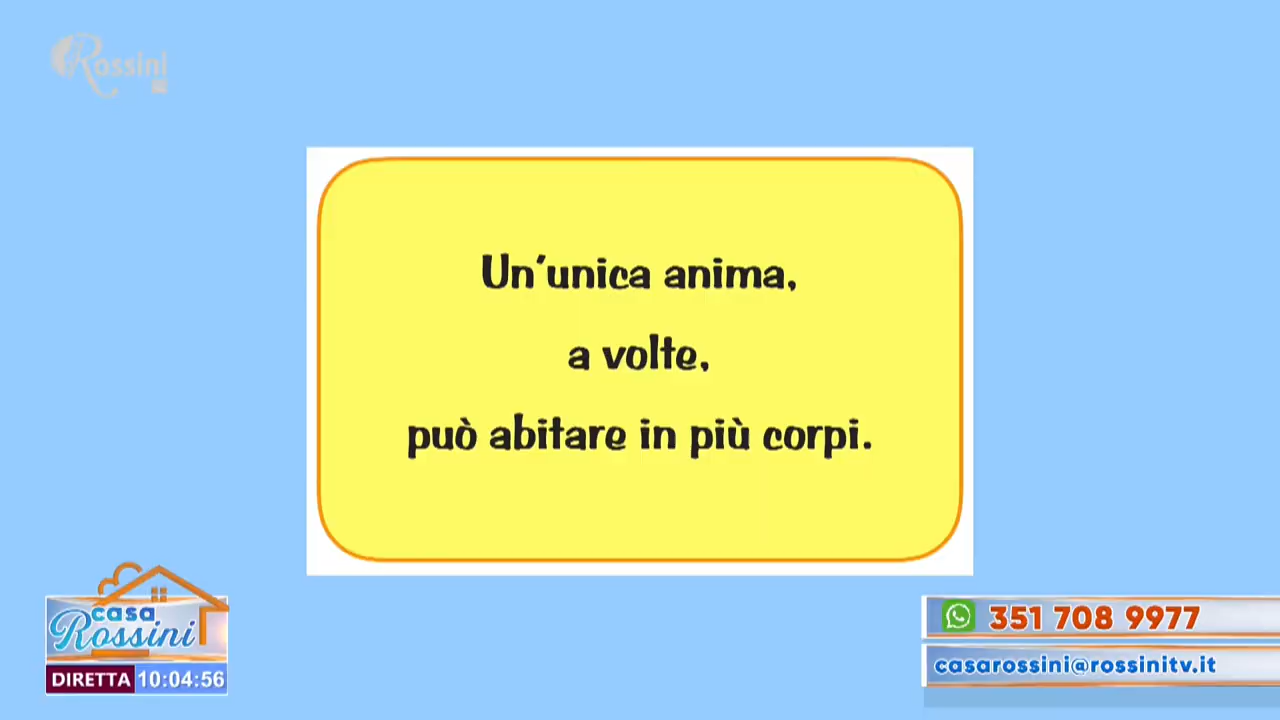 Rossini
Un'unica anima,
a volte,
può abitare in più corpi.
casa
Rossini
DIRETTA 10:04:56
351 708 9977
casarossini@rossinitv.it